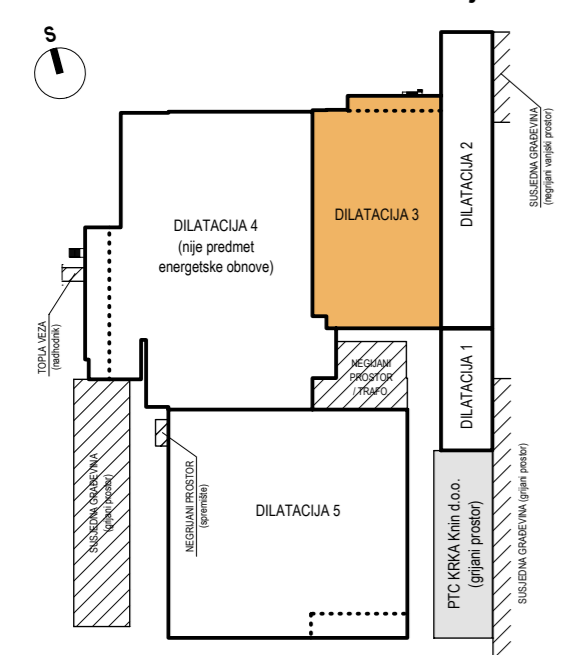 S
DILATACIJA 2
SUSJEDNA GRAĐEVINA
(negrijani vanjski prostor)
DILATACIJA 3
DILATACIJA 4
(nije predmet
energetske obnove)
TOPLA VEZA
(nadhodnik)
NEGIJANI
PROSTOR
/ TRAFO
DILATACIJA 1
SUSJEDNA GRAĐEVINA
(grijani prostor)
NEGRIJANI PROSTOR
(spremište)
DILATACIJA 5
PTC KRKA Knin d.o.o.
(grijani prostor)
SUSJEDNA GRAĐEVINA (grijani prostor)